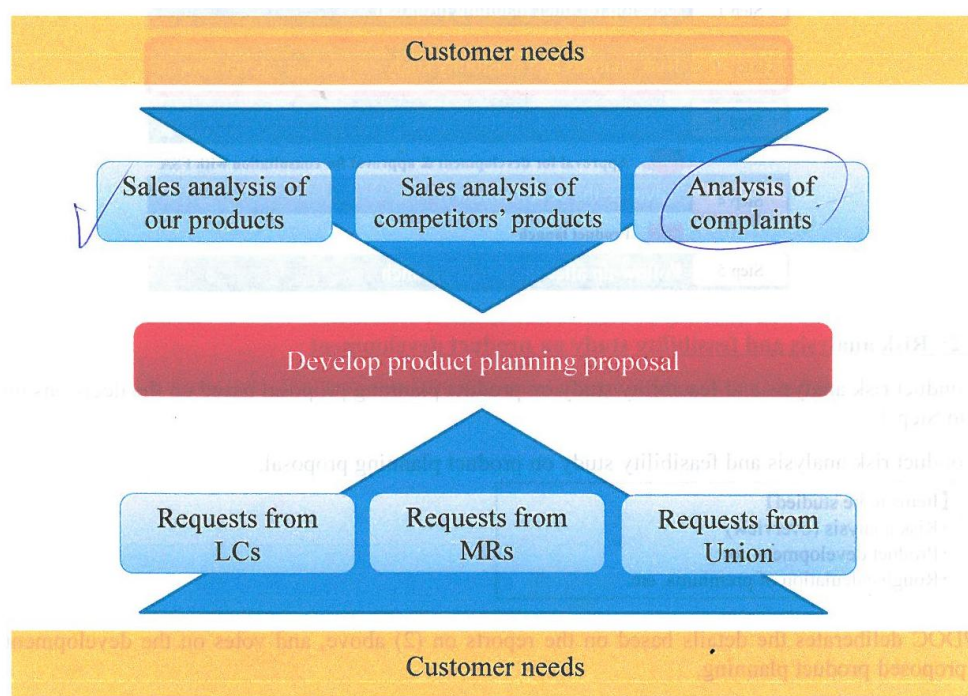 Customer needs
Sales analysis of
our products
Sales analysis of
competitors' products
Analysis of
complaints
Develop product planning proposal
Requests from
LCs
Requests from
MRs
Requests from
Union
Customer needs